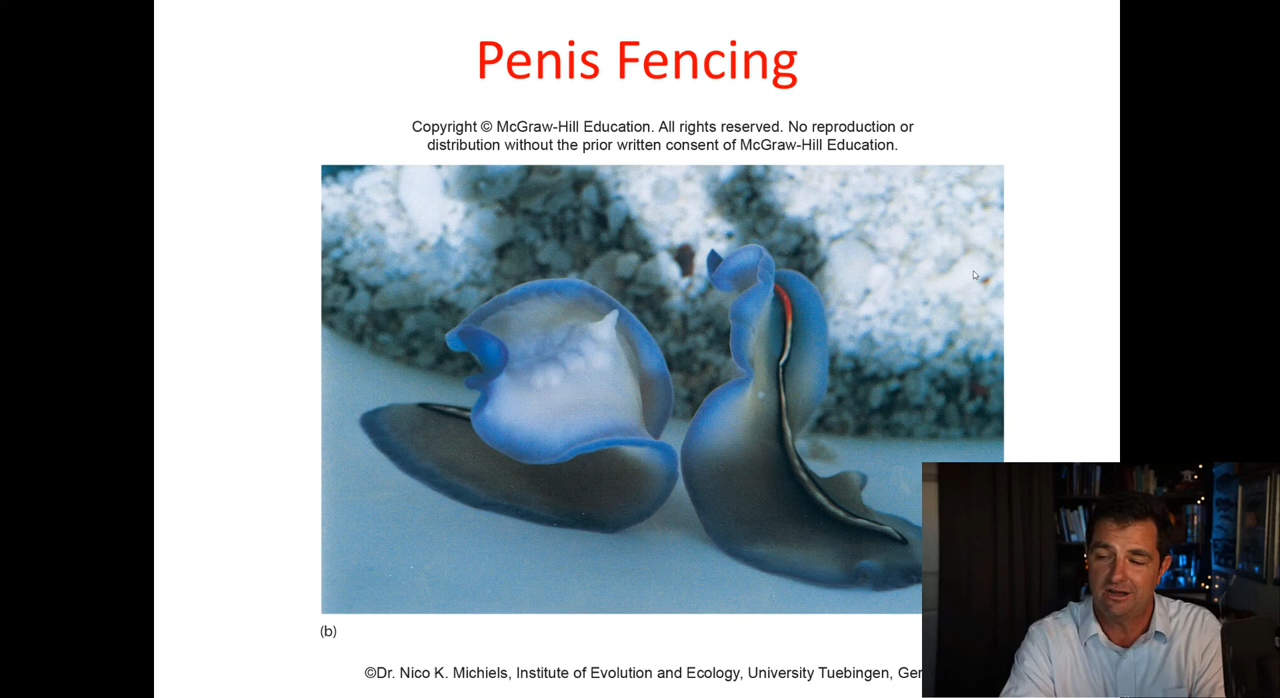 Penis Fencing
Copyright © McGraw-Hill Education. All rights reserved. No reproduction or
distribution without the prior written consent of McGraw-Hill Education.
(b)
©Dr. Nico K. Michiels, Institute of Evolution and Ecology, University Tuebingen, Ger